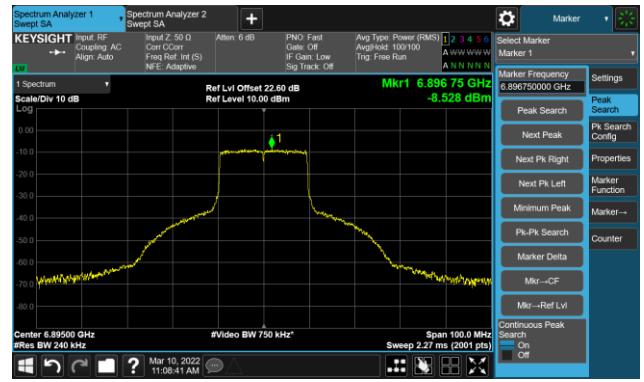 Spectrum Analyzer 1
Swept SA
Spectrum Analyzer 2
Swept SA
Marker
KEYSIGHT
Input: RF
Coupling: AC
Align: Auto
Input Z: 50 Ω
Corr CCorr
Freq Ref: Int (S)
NFE: Adaptive
Atten: 6 dB
PNO: Fast
Gate: Off
IF Gain: Low
Sig Track: Off
Avg Type: Power (RMS)
Avg|Hold: 100/100
Trig: Free Run
1 2 3 4 5 6
A W W W W W
A N N N N N
Select Marker
Marker 1
1 Spectrum
Scale/Div 10 dB
Log
Ref Lvl Offset 22.60 dB
Ref Level 10.00 dBm
Mkr1 6.896 75 GHz
-8.528 dBm
1
0.00
-10.0
-20.0
-30.0
-40.0
-50.0
-60.0
-70.0
-80.0
Center 6.89500 GHz
#Res BW 240 kHz
#Video BW 750 kHz*
Span 100.0 MHz
Sweep 2.27 ms (2001 pts)
Marker Frequency
6.896750000 GHz
Peak Search
Next Peak
Next Pk Right
Next Pk Left
Minimum Peak
Pk-Pk Search
Marker Delta
Mkr→CF
Mkr→Ref Lvl
Continuous Peak
Search
On
Off
Settings
Peak
Search
Pk Search
Config
Properties
Marker
Function
Marker→
Counter
Mar 10, 2022
11:08:41 AM